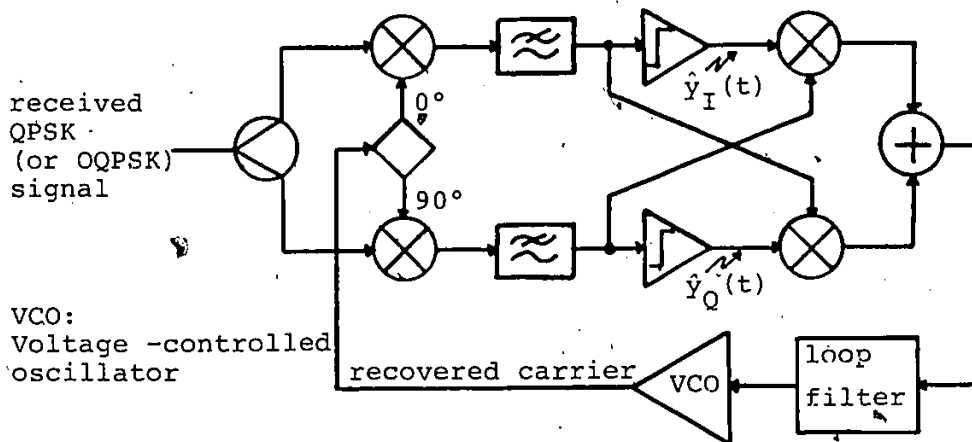 received
QPSK
(or OQPSK)
signal
0°
90°
ŷ_I(t)
ŷ_Q(t)
VCO:
Voltage -controlled
oscillator
recovered carrier
VCO
loop
filter